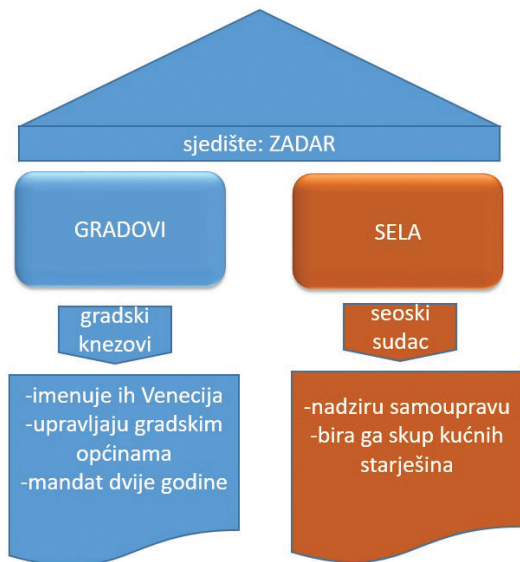 sjedište: ZADAR
GRADOVI
SELA
gradski
knezovi
seoski
sudac
-imenuje ih Venecija
-upravljaju gradskim
općinama
-mandat dvije godine
-nadziru samoupravu
-bira ga skup kućnih
starješina